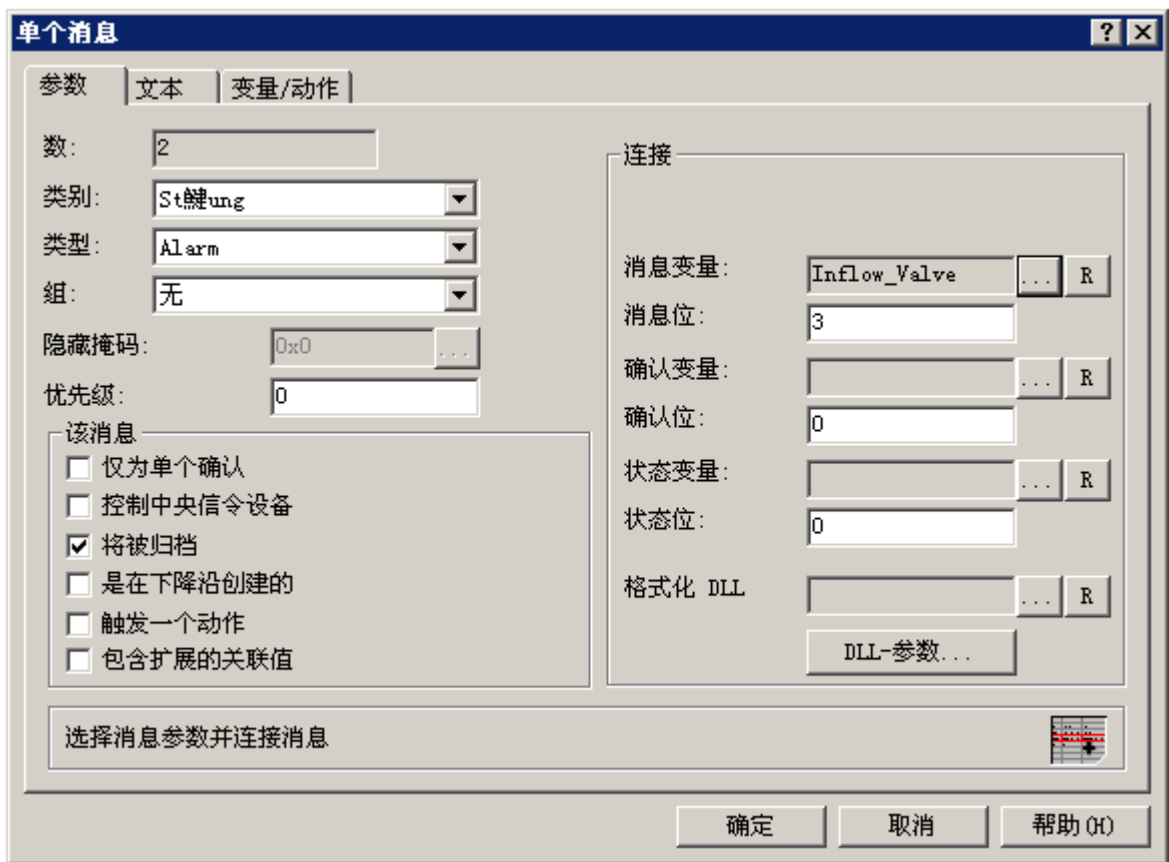 单个消息
参数 文本 变量/动作
数: 2
类别: St鰎ung
类型: Alarm
组: 无
隐藏掩码: 0x0 ...
优先级: 0
该消息
仅为单个确认
控制中央信令设备
将被归档
是在下降沿创建的
触发一个动作
包含扩展的关联值
连接
消息变量: Inflow_Valve ... R
消息位: 3
确认变量: ... R
确认位: 0
状态变量: ... R
状态位: 0
格式化 DLL ... R
DLL-参数...
选择消息参数并连接消息
确定 取消 帮助(H)